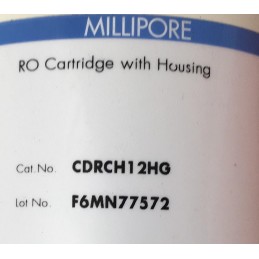 MILLIPORE
RO Cartridge with Housing
Cat.No. CDRCH12HG
Lot No. F6MN77572